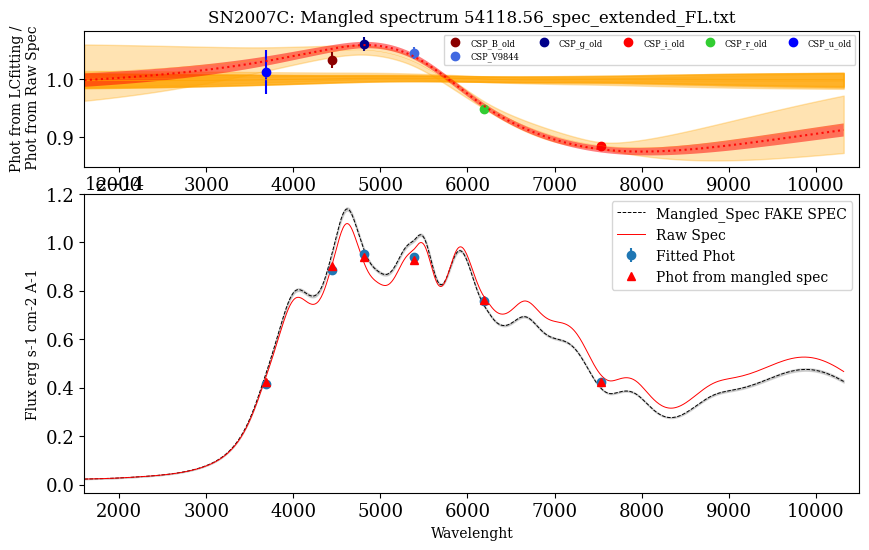 SN2007C: Mangled spectrum 54118.56_spec_extended_FL.txt
Phot from LCfitting /
Phot from Raw Spec
1.0
0.9
CSP_B_old CSP_g_old CSP_i_old CSP_r_old CSP_u_old
CSP_V9844
2000 3000 4000 5000 6000 7000 8000 9000 10000
1e−14
Flux erg s-1 cm-2 A-1
1.2
1.0
0.8
0.6
0.4
0.2
0.0
Mangled_Spec FAKE SPEC
Raw Spec
Fitted Phot
Phot from mangled spec
2000 3000 4000 5000 6000 7000 8000 9000 10000
Wavelenght